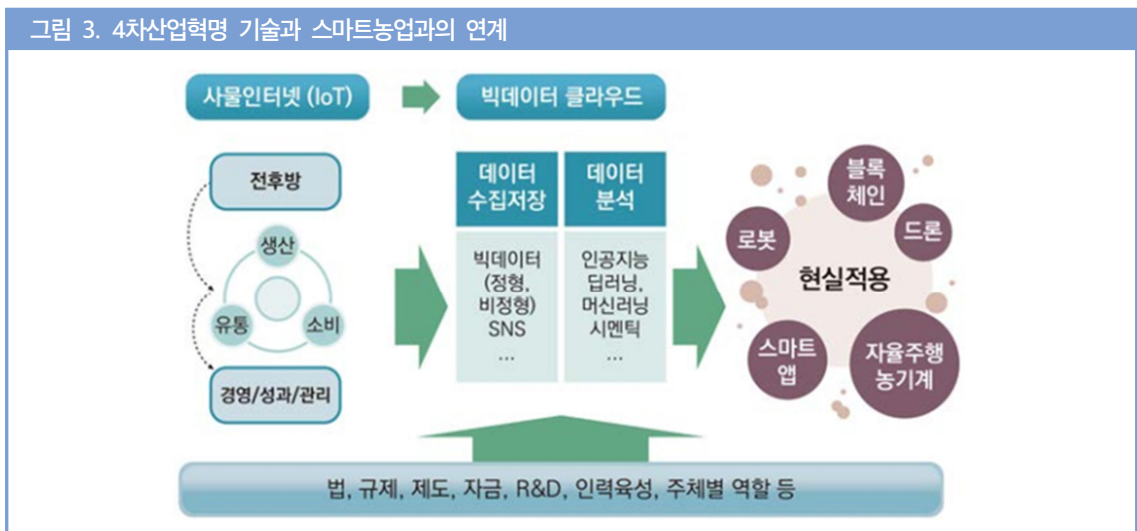 그림 3. 4차산업혁명 기술과 스마트농업과의 연계
사물인터넷 (IoT)
빅데이터 클라우드
전후방
생산
유통
소비
경영/성과/관리
데이터
수집저장
빅데이터
(정형,
비정형)
SNS
...
데이터
분석
인공지능
딥러닝,
머신러닝
시멘틱
...
블록
체인
로봇
드론
현실적용
스마트
앱
자율주행
농기계
법, 규제, 제도, 자금, R&D, 인력육성, 주체별 역할 등